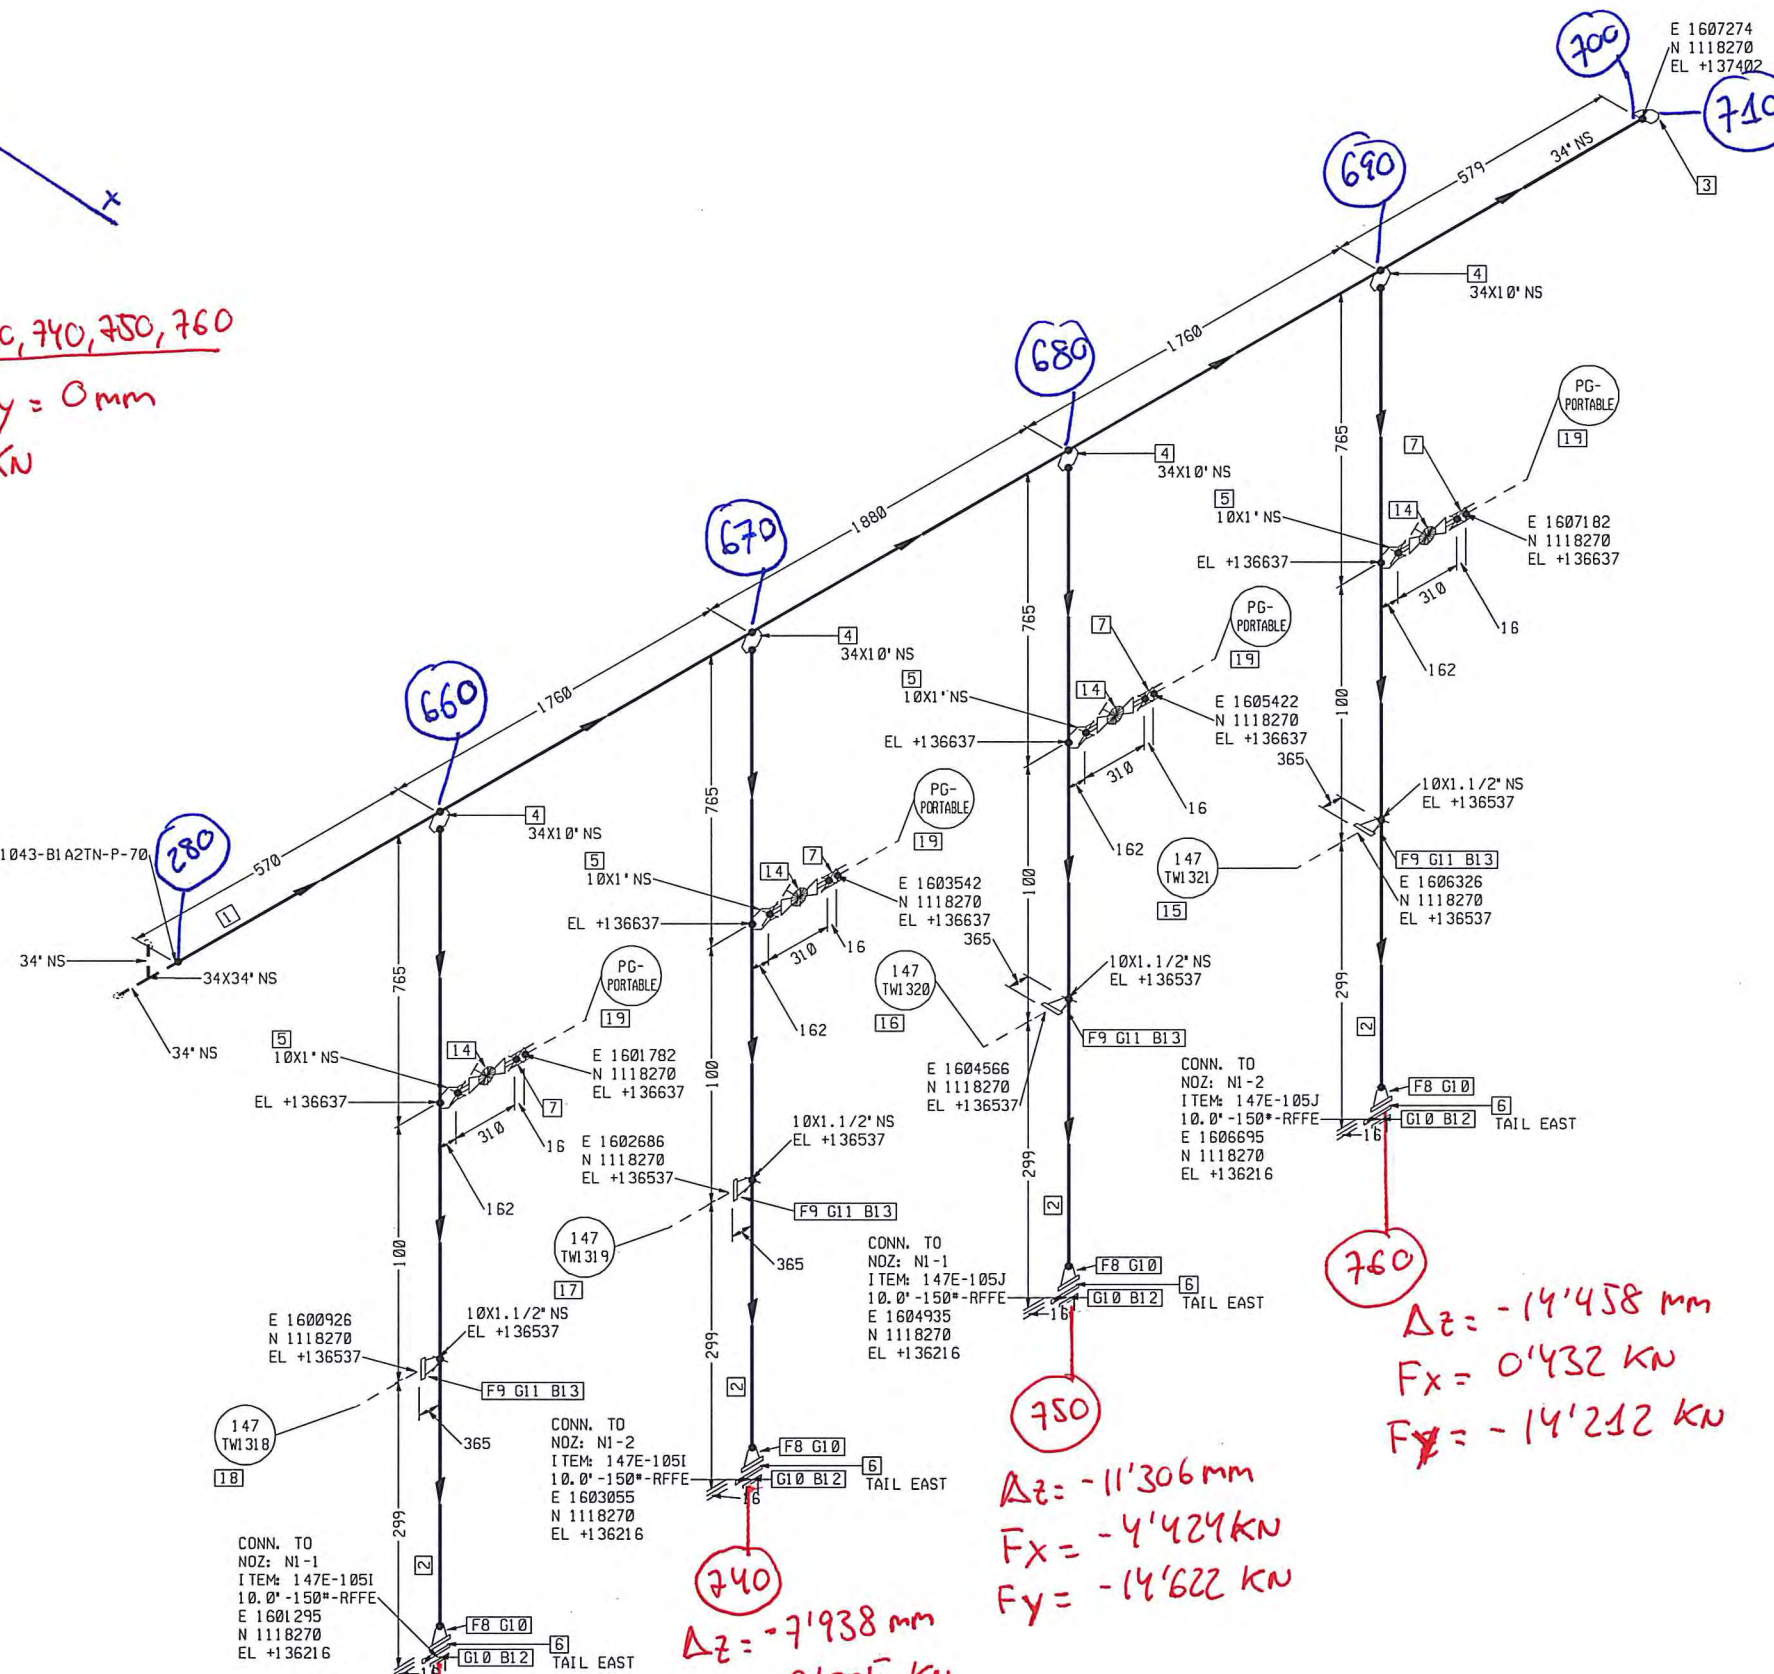 700
E 1607274
N 1118270
EL +137402
710
3
34" NS
579
690
4
34X10" NS
x
740, 750, 760
y = 0 mm
KN
680
1760
4
34X10" NS
765
PG-
PORTABLE
19
7
14
5
10X1" NS
E 1607182
N 1118270
EL +136637
EL +136637
310
16
162
100
670
1880
4
34X10" NS
765
PG-
PORTABLE
19
7
14
5
10X1" NS
E 1605422
N 1118270
EL +136637
EL +136637
310
16
162
100
365
10X1.1/2" NS
EL +136537
147
TW1321
15
F9 G11 B13
E 1606326
N 1118270
EL +136537
299
2
660
1760
4
34X10" NS
765
PG-
PORTABLE
19
7
14
5
10X1" NS
E 1603542
N 1118270
EL +136637
EL +136637
310
16
162
100
365
10X1.1/2" NS
EL +136537
147
TW1320
16
F9 G11 B13
E 1604566
N 1118270
EL +136537
299
2
CONN. TO
NOZ: N1-2
ITEM: 147E-105J
10.0"-150#-RFFE
E 1606695
N 1118270
EL +136216
F8 G10
6
G10 B12
TAIL EAST
16
1043-B1A2TN-P-70
280
570
1
34" NS
34X34" NS
34" NS
765
PG-
PORTABLE
19
14
5
10X1" NS
E 1601782
N 1118270
EL +136637
7
EL +136637
310
16
162
100
E 1602686
N 1118270
EL +136537
10X1.1/2" NS
EL +136537
F9 G11 B13
147
TW1319
17
365
299
2
CONN. TO
NOZ: N1-1
ITEM: 147E-105J
10.0"-150#-RFFE
E 1604935
N 1118270
EL +136216
F8 G10
6
G10 B12
TAIL EAST
16
760
Δz = -14'458 mm
Fx = 0'432 KN
Fy = -14'212 KN
E 1600926
N 1118270
EL +136537
10X1.1/2" NS
EL +136537
F9 G11 B13
147
TW1318
18
365
299
2
CONN. TO
NOZ: N1-2
ITEM: 147E-105I
10.0"-150#-RFFE
E 1603055
N 1118270
EL +136216
F8 G10
6
G10 B12
TAIL EAST
16
750
Δz = -11'306 mm
Fx = -4'424 KN
Fy = -14'622 KN
CONN. TO
NOZ: N1-1
ITEM: 147E-105I
10.0"-150#-RFFE
E 1601295
N 1118270
EL +136216
F8 G10
6
G10 B12
TAIL EAST
740
Δz = -7'938 mm
KN